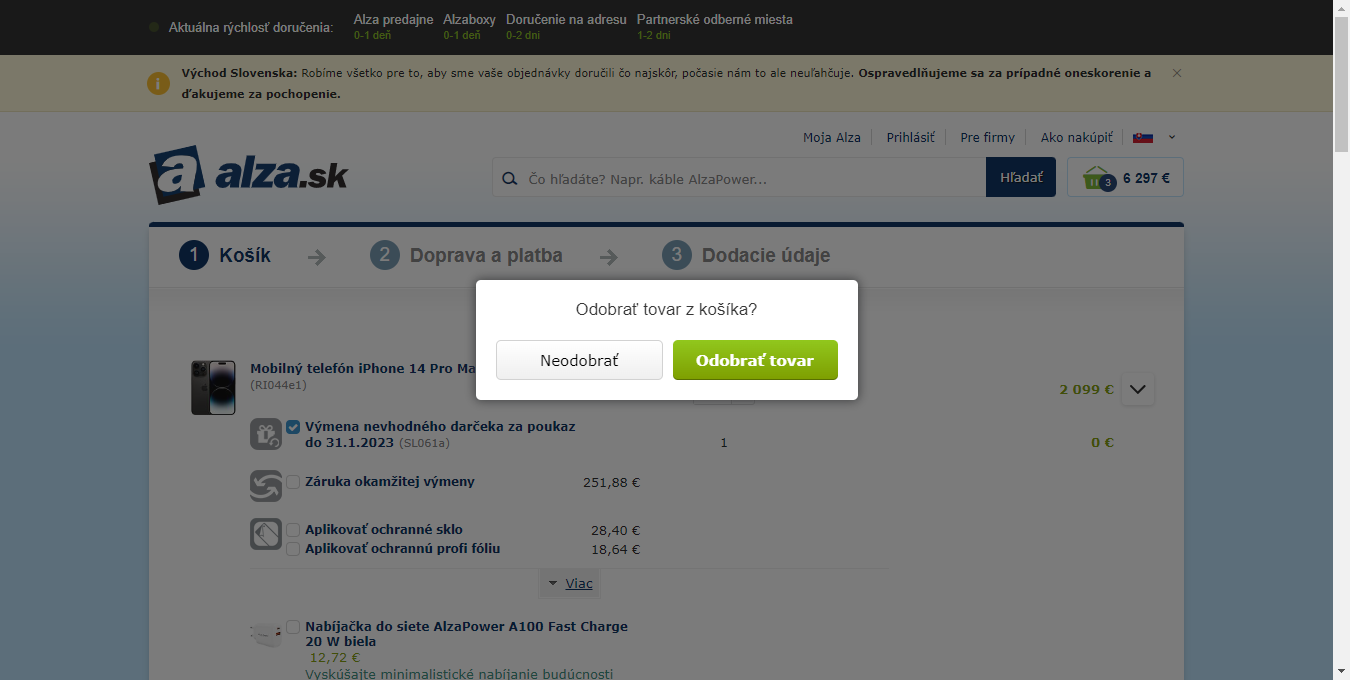 Aktuálna rýchlosť doručenia:
Alza predajne Alzaboxy Doručenie na adresu Partnerské odberné miesta
0-1 deň 0-1 deň 0-2 dni 1-2 dni
Východ Slovenska: Robíme všetko pre to, aby sme vaše objednávky doručili čo najskôr, počasie nám to ale neuľahčuje. Ospravedlňujeme sa za prípadné oneskorenie a
ďakujeme za pochopenie.
Moja Alza Prihlásiť Pre firmy Ako nakúpiť
alza.sk
Čo hľadáte? Napr. káble AlzaPower...
Hľadať
3 6 297 €
1 Košík 2 Doprava a platba 3 Dodacie údaje
Odobrať tovar z košíka?
Neodobrať Odobrať tovar
Mobilný telefón iPhone 14 Pro Ma
(RI044e1)
2 099 €
Výmena nevhodného darčeka za poukaz
do 31.1.2023 (SL061a) 1 0 €
Záruka okamžitej výmeny 251,88 €
Aplikovať ochranné sklo 28,40 €
Aplikovať ochrannú profi fóliu 18,64 €
Viac
Nabíjačka do siete AlzaPower A100 Fast Charge
20 W biela
12,72 €
Vyskúšajte minimalistické nabíjanie budúcnosti